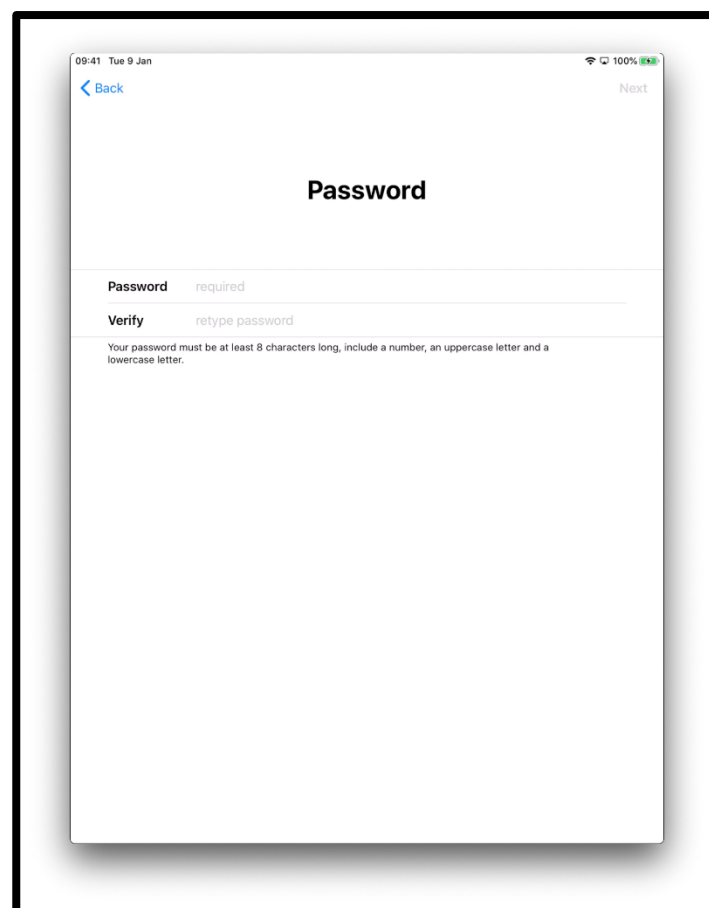 09:41 Tue 9 Jan 100%
Back Next
Password
Password required
Verify retype password
Your password must be at least 8 characters long, include a number, an uppercase letter and a
lowercase letter.